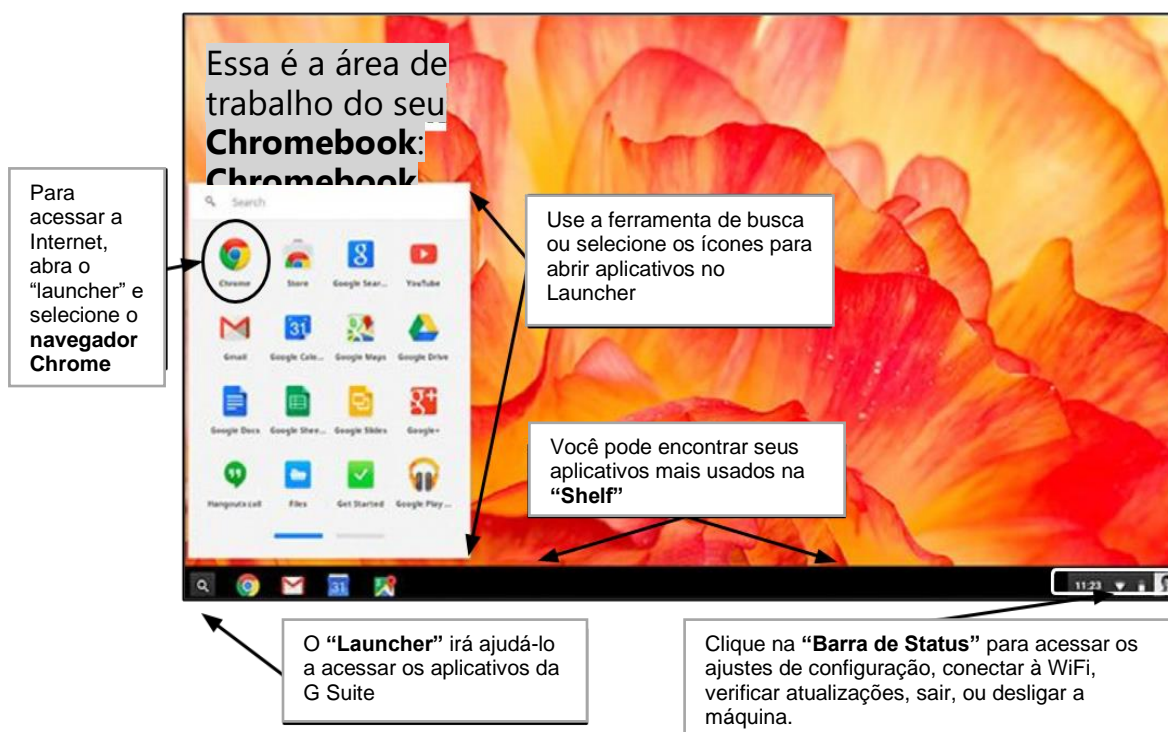 Essa é a área de
trabalho do seu
Chromebook:
Chromebook
Para
acessar a
Internet,
abra o
“launcher” e
selecione o
navegador
Chrome
Search
Chrome
Store
Google Sear...
YouTube
Gmail
Google Cale...
Google Maps
Google Drive
Google Docs
Google Shee...
Google Slides
Google+
Hangouts call
Files
Get Started
Google Play ...
Use a ferramenta de busca
ou selecione os ícones para
abrir aplicativos no
Launcher
Você pode encontrar seus
aplicativos mais usados na
“Shelf”
31
11:23
O “Launcher” irá ajudá-lo
a acessar os aplicativos da
G Suite
Clique na “Barra de Status” para acessar os
ajustes de configuração, conectar à WiFi,
verificar atualizações, sair, ou desligar a
máquina.